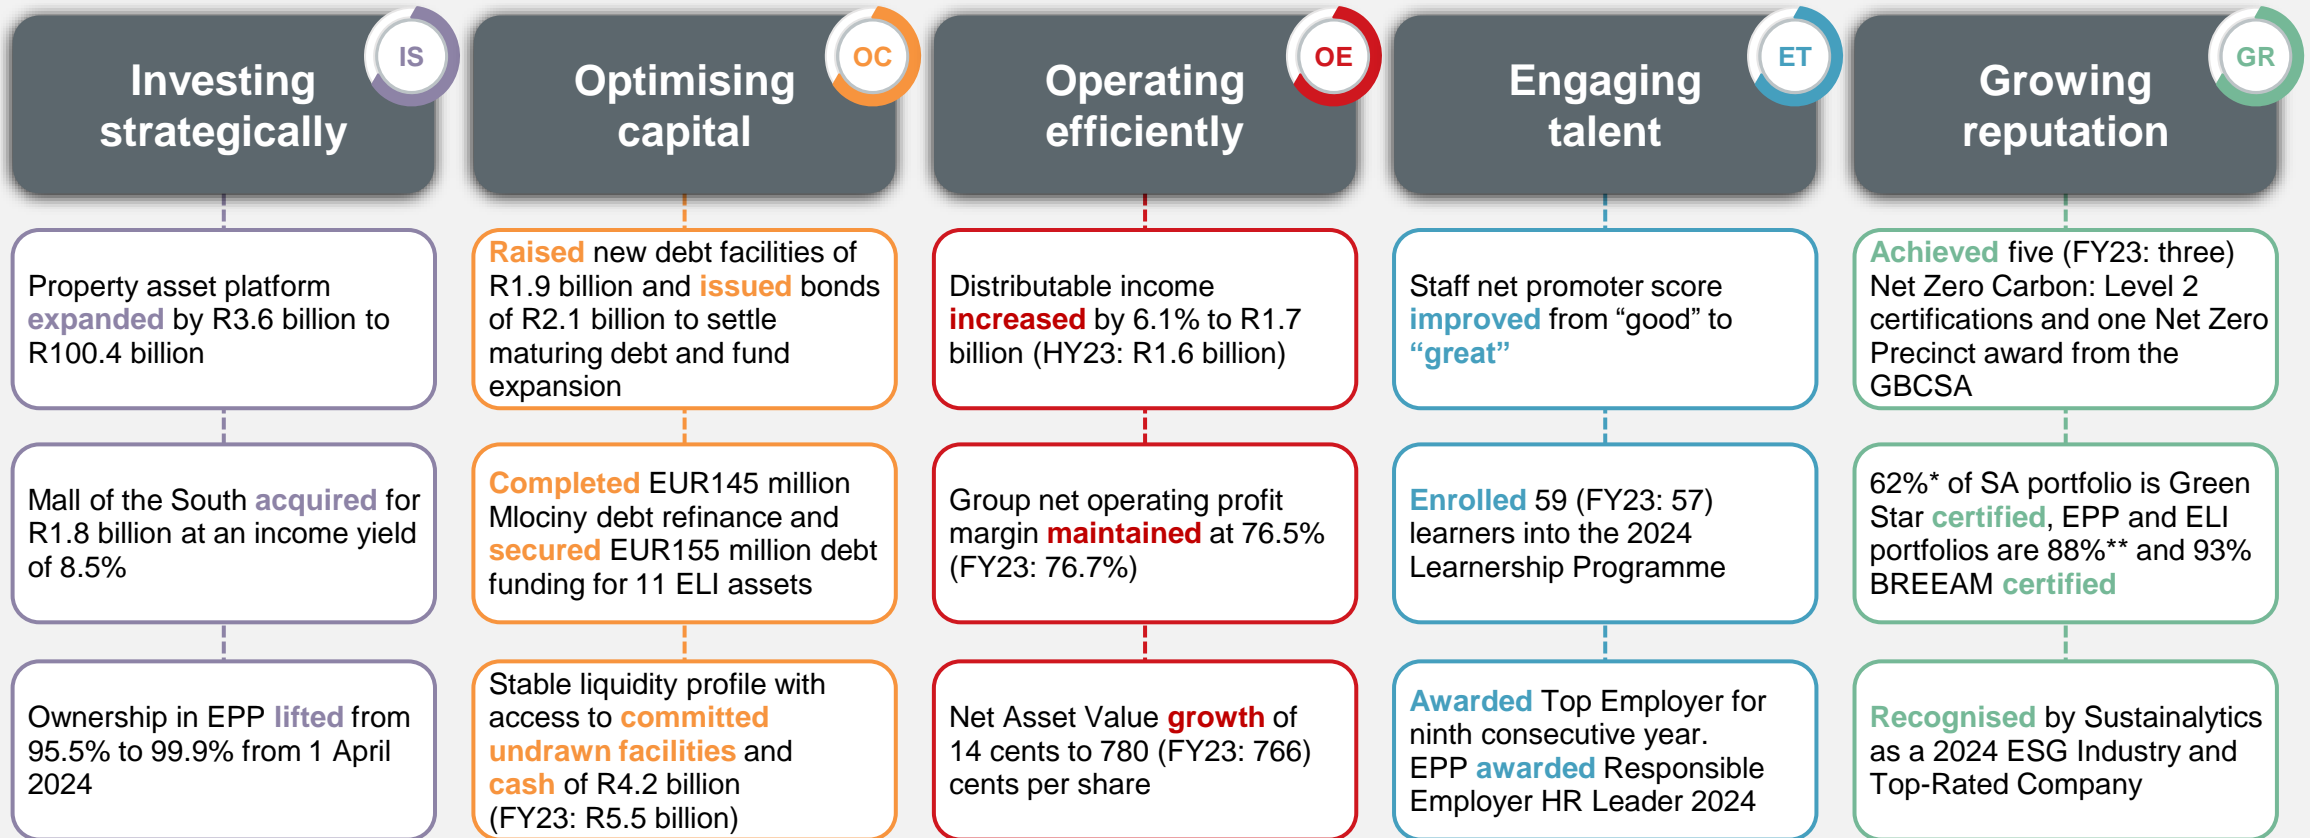 Investing
strategically
IS
Property asset platform
expanded by R3.6 billion to
R100.4 billion
Mall of the South acquired for
R1.8 billion at an income yield
of 8.5%
Ownership in EPP lifted from
95.5% to 99.9% from 1 April
2024
Optimising
capital
OC
Raised new debt facilities of
R1.9 billion and issued bonds
of R2.1 billion to settle
maturing debt and fund
expansion
Completed EUR145 million
Mlociny debt refinance and
secured EUR155 million debt
funding for 11 ELI assets
Stable liquidity profile with
access to committed
undrawn facilities and
cash of R4.2 billion
(FY23: R5.5 billion)
Operating
efficiently
OE
Distributable income
increased by 6.1% to R1.7
billion (HY23: R1.6 billion)
Group net operating profit
margin maintained at 76.5%
(FY23: 76.7%)
Net Asset Value growth of
14 cents to 780 (FY23: 766)
cents per share
Engaging
talent
ET
Staff net promoter score
improved from “good” to
“great”
Enrolled 59 (FY23: 57)
learners into the 2024
Learnership Programme
Awarded Top Employer for
ninth consecutive year.
EPP awarded Responsible
Employer HR Leader 2024
Growing
reputation
GR
Achieved five (FY23: three)
Net Zero Carbon: Level 2
certifications and one Net Zero
Precinct award from the
GBCSA
62%* of SA portfolio is Green
Star certified, EPP and ELI
portfolios are 88%** and 93%
BREEAM certified
Recognised by Sustainalytics
as a 2024 ESG Industry and
Top-Rated Company